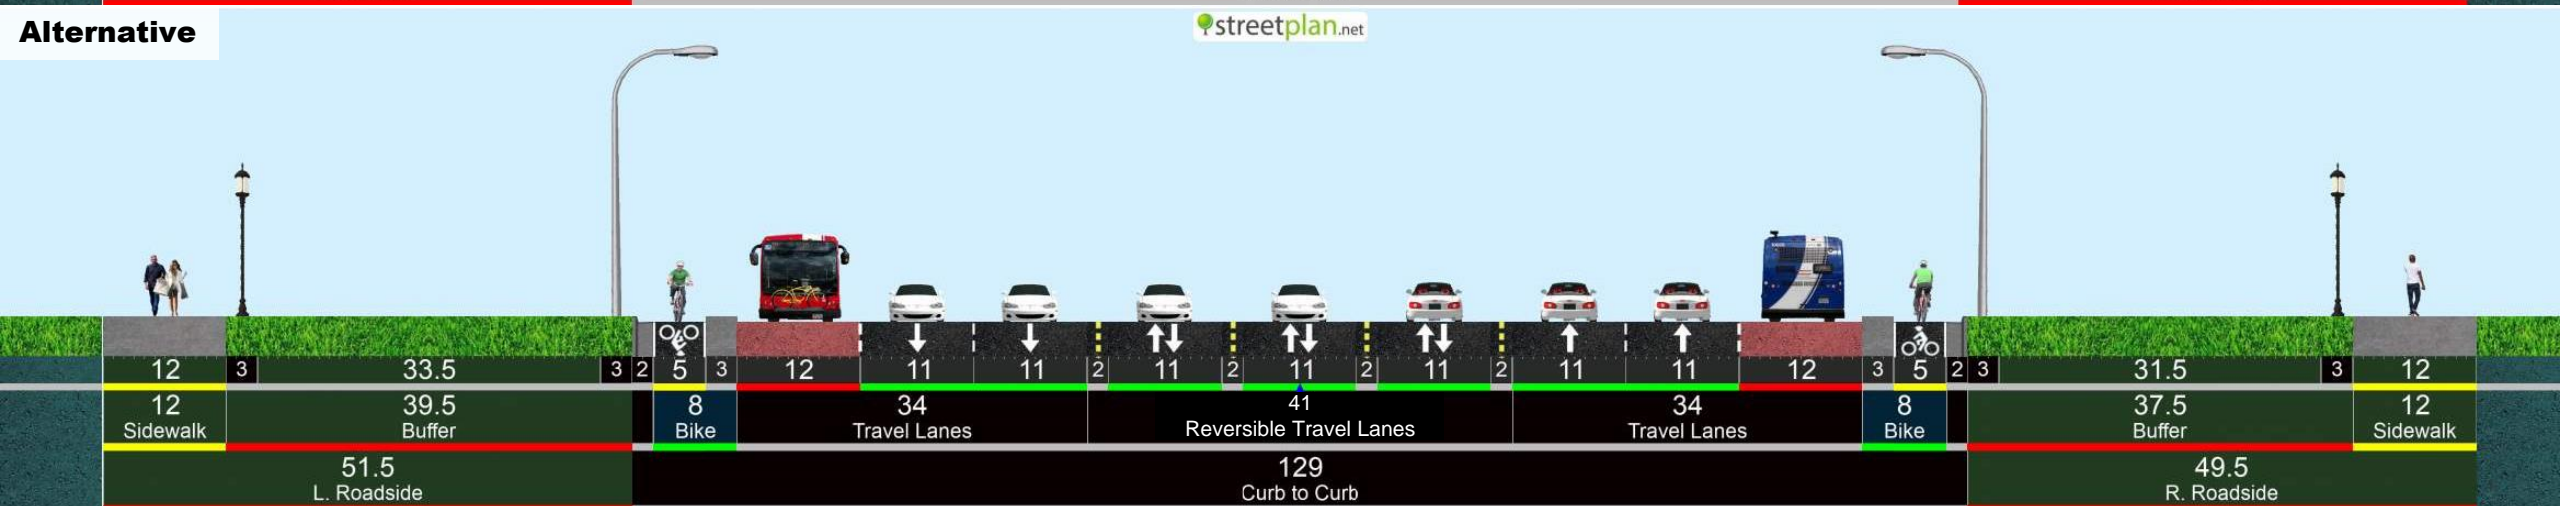 Alternative
streetplan.net
12 3 33.5 3 2 5 3 12 11 11 2 11 2 11 2 11 2 11 11 12 3 5 2 3 31.5 3 12
12 39.5 8 34 41 34 8 37.5 12
Sidewalk Buffer Bike Travel Lanes Reversible Travel Lanes Travel Lanes Bike Buffer Sidewalk
51.5 129 49.5
L. Roadside Curb to Curb R. Roadside